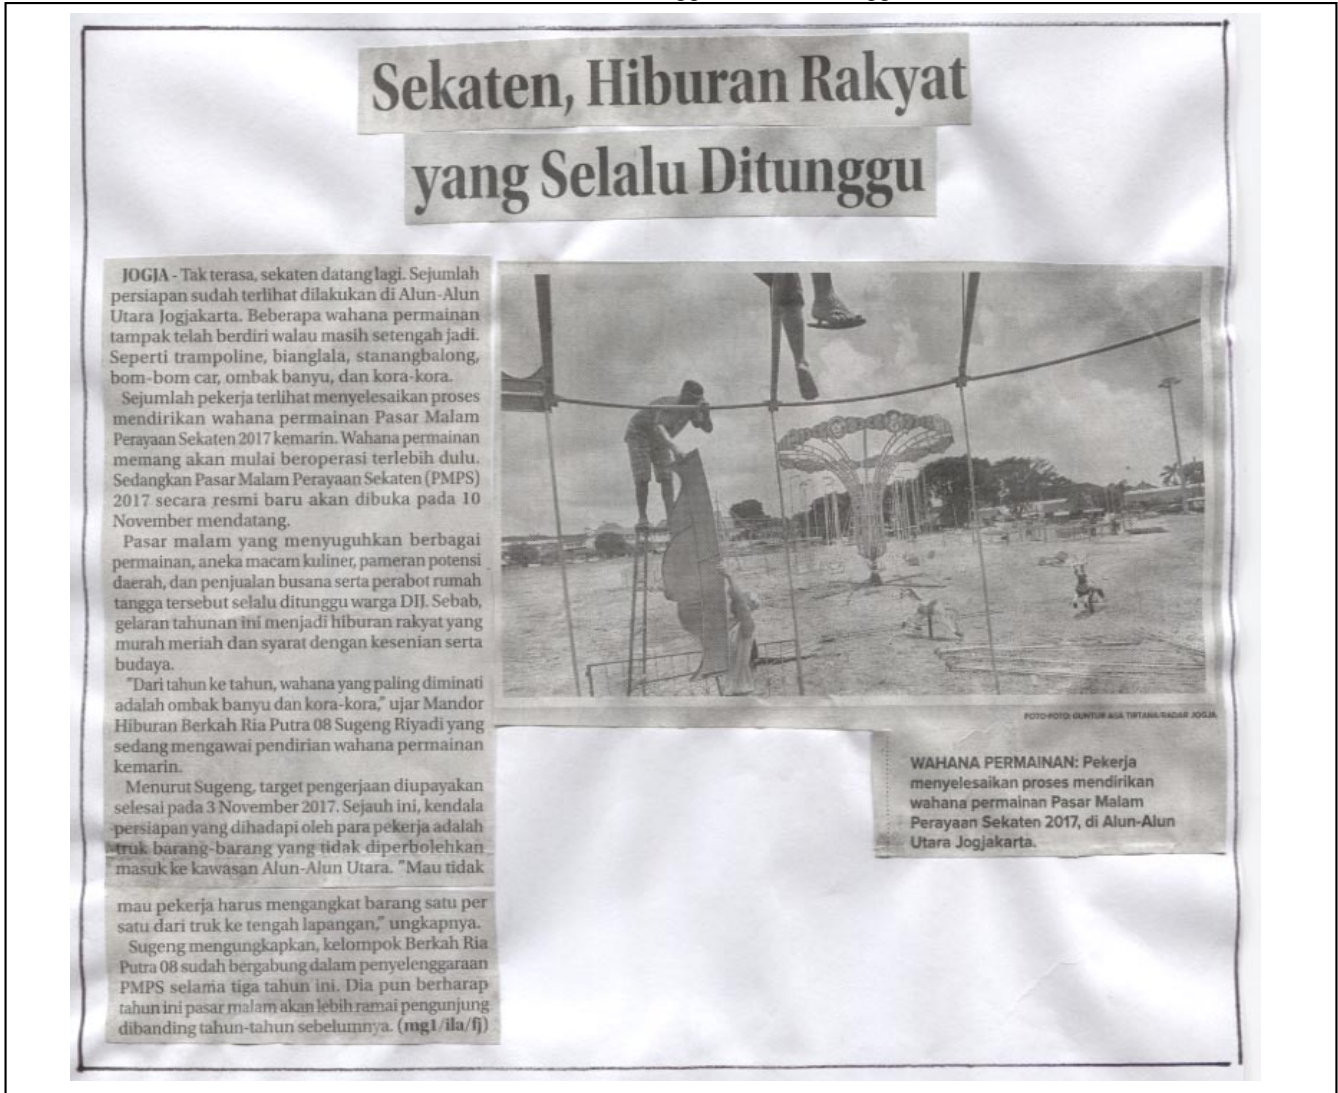 Sekaten, Hiburan Rakyat
yang Selalu Ditunggu
JOGJA - Tak terasa, sekaten datang lagi. Sejumlah
persiapan sudah terlihat dilakukan di Alun-Alun
Utara Jogjakarta. Beberapa wahana permainan
tampak telah berdiri walau masih setengah jadi.
Seperti trampoline, bianglala, stanangbalong,
bom-bom car, ombak banyu, dan kora-kora.
Sejumlah pekerja terlihat menyelesaikan proses
mendirikan wahana permainan Pasar Malam
Perayaan Sekaten 2017 kemarin. Wahana permainan
memang akan mulai beroperasi terlebih dulu.
Sedangkan Pasar Malam Perayaan Sekaten (PMPS)
2017 secara resmi baru akan dibuka pada 10
November mendatang.
Pasar malam yang menyuguhkan berbagai
permainan, aneka macam kuliner, pameran potensi
daerah, dan penjualan busana serta perabot rumah
tangga tersebut selalu ditunggu warga DIJ. Sebab,
gelaran tahunan ini menjadi hiburan rakyat yang
murah meriah dan syarat dengan kesenian serta
budaya.
"Dari tahun ke tahun, wahana yang paling diminati
adalah ombak banyu dan kora-kora," ujar Mandor
Hiburan Berkah Ria Putra 08 Sugeng Riyadi yang
sedang mengawai pendirian wahana permainan
kemarin.
Menurut Sugeng, target pengerjaan diupayakan
selesai pada 3 November 2017. Sejauh ini, kendala
persiapan yang dihadapi oleh para pekerja adalah
truk barang-barang yang tidak diperbolehkan
masuk ke kawasan Alun-Alun Utara. "Mau tidak
mau pekerja harus mengangkat barang satu per
satu dari truk ke tengah lapangan," ungkapnya.
Sugeng mengungkapkan, kelompok Berkah Ria
Putra 08 sudah bergabung dalam penyelenggaraan
PMPS selama tiga tahun ini. Dia pun berharap
tahun ini pasar malam akan lebih ramai pengunjung
dibanding tahun-tahun sebelumnya. (mg1/ila/fj)
FOTO-FOTO: GUNTUR AGA TIRTANA/RADAR JOGJA
WAHANA PERMAINAN: Pekerja
menyelesaikan proses mendirikan
wahana permainan Pasar Malam
Perayaan Sekaten 2017, di Alun-Alun
Utara Jogjakarta.